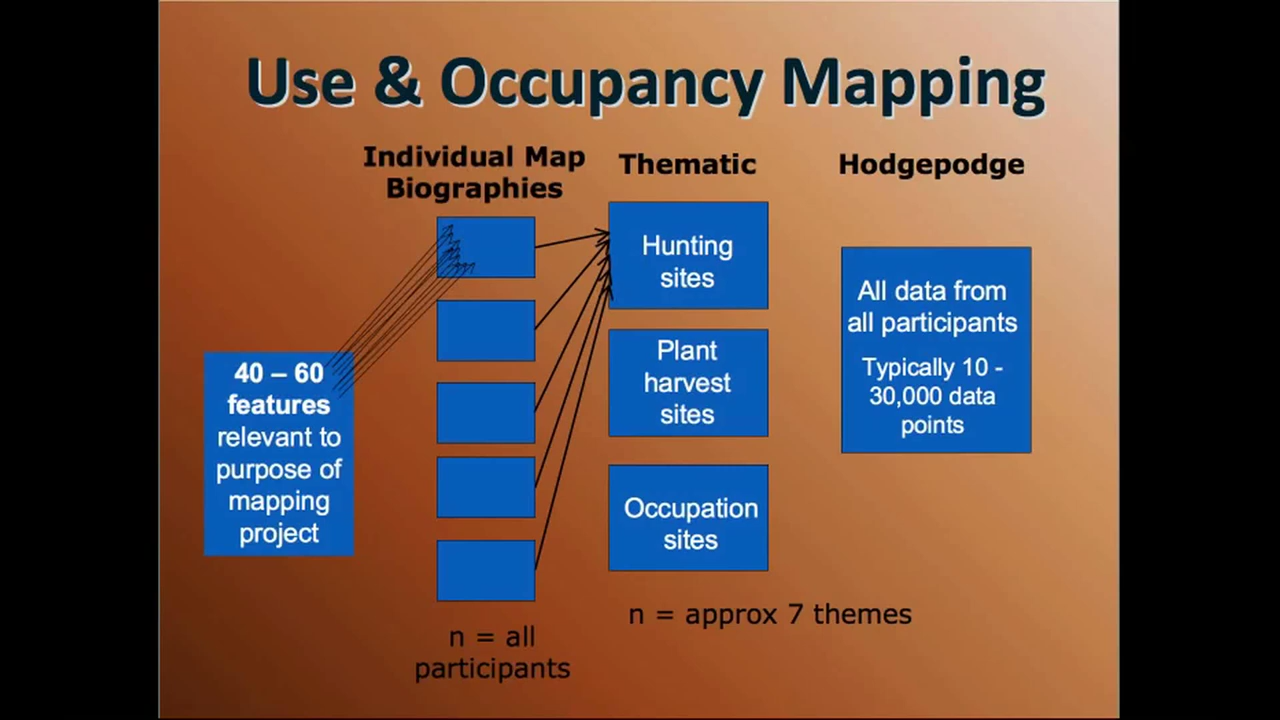 Use & Occupancy Mapping
Individual Map
Biographies
Thematic
Hodgepodge
40 – 60
features
relevant to
purpose of
mapping
project
Hunting
sites
Plant
harvest
sites
Occupation
sites
All data from
all participants
Typically 10 -
30,000 data
points
n = all
participants
n = approx 7 themes